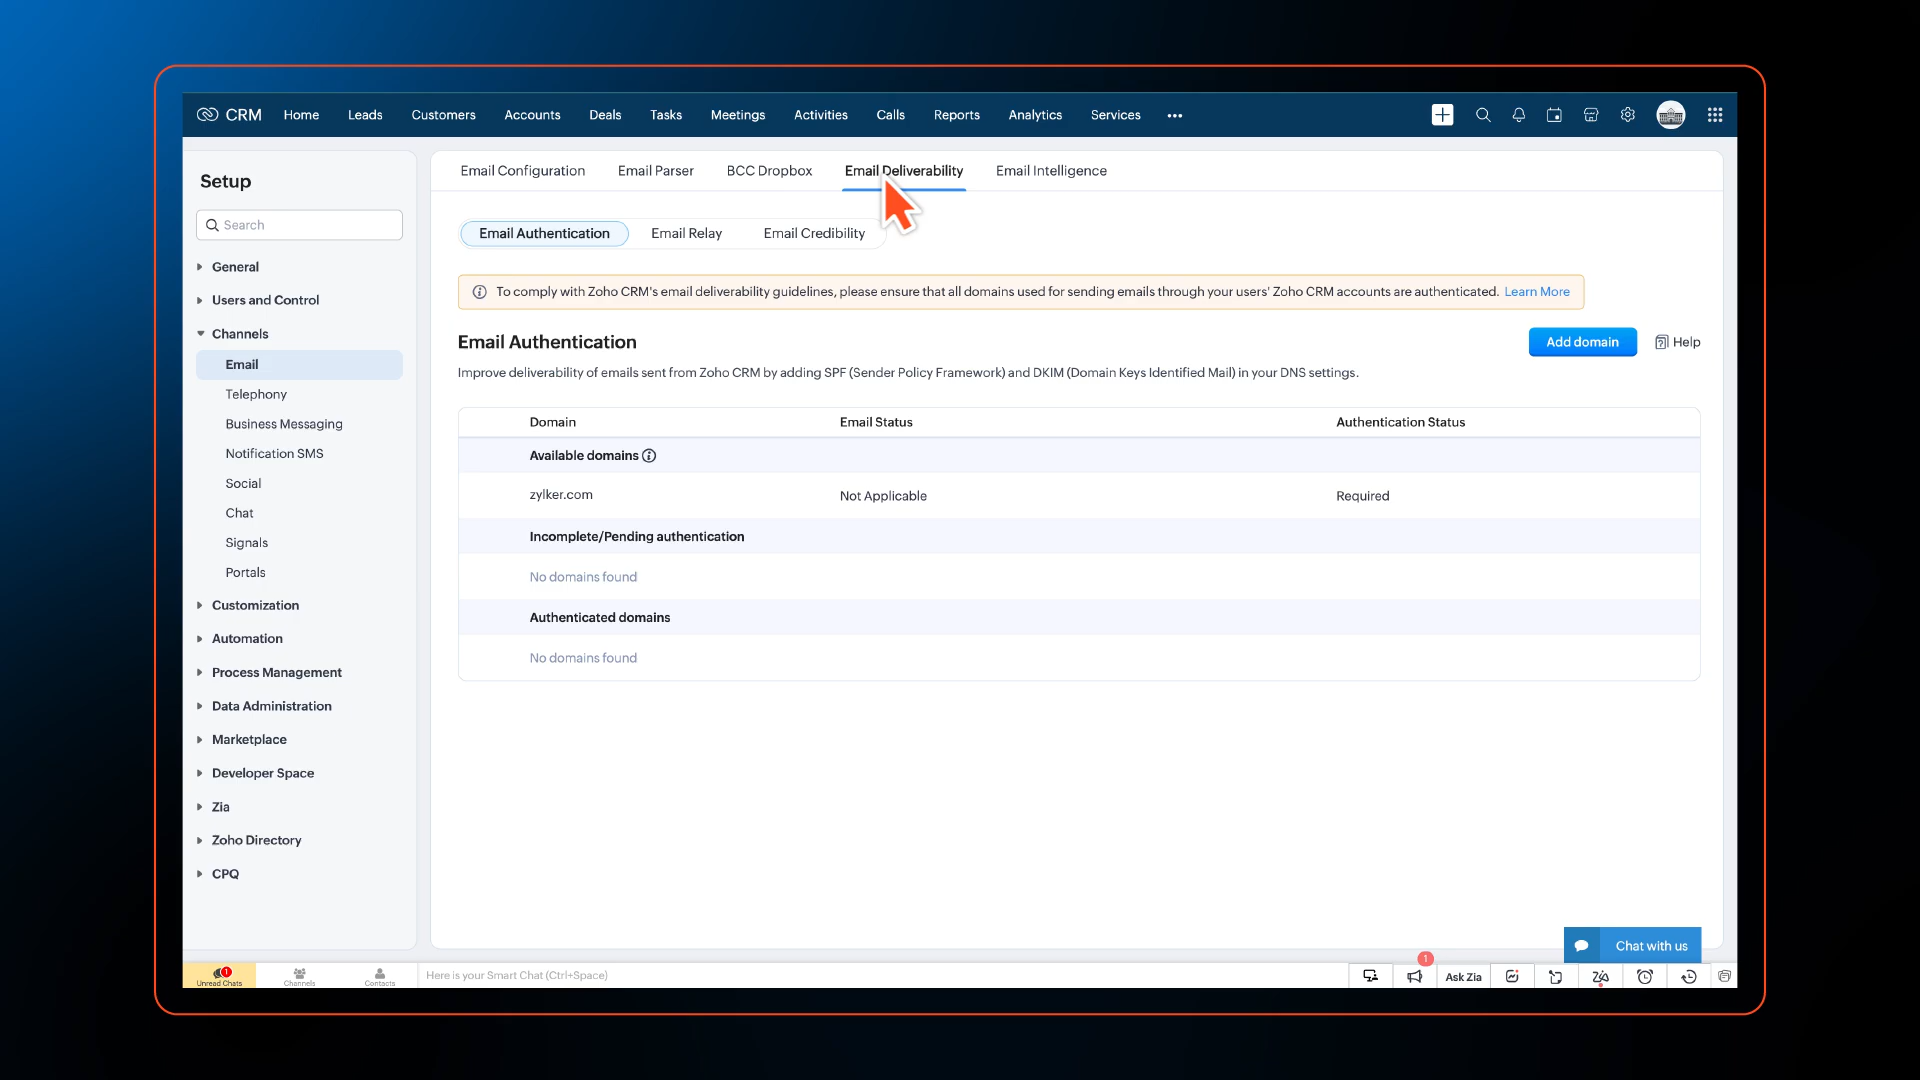 CRM Home Leads Customers Accounts Deals Tasks Meetings Activities Calls Reports Analytics Services
Setup
Search
General
Users and Control
Channels
Email
Telephony
Business Messaging
Notification SMS
Social
Chat
Signals
Portals
Customization
Automation
Process Management
Data Administration
Marketplace
Developer Space
Zia
Zoho Directory
CPQ
Email Configuration Email Parser BCC Dropbox Email Deliverability Email Intelligence
Email Authentication Email Relay Email Credibility
To comply with Zoho CRM's email deliverability guidelines, please ensure that all domains used for sending emails through your users' Zoho CRM accounts are authenticated. Learn More
Email Authentication
Add domain Help
Improve deliverability of emails sent from Zoho CRM by adding SPF (Sender Policy Framework) and DKIM (Domain Keys Identified Mail) in your DNS settings.
Domain Email Status Authentication Status
Available domains
zylker.com Not Applicable Required
Incomplete/Pending authentication
No domains found
Authenticated domains
No domains found
Chat with us
1
1
Unread Chats Channels Contacts Here is your Smart Chat (Ctrl+Space) Ask Zia